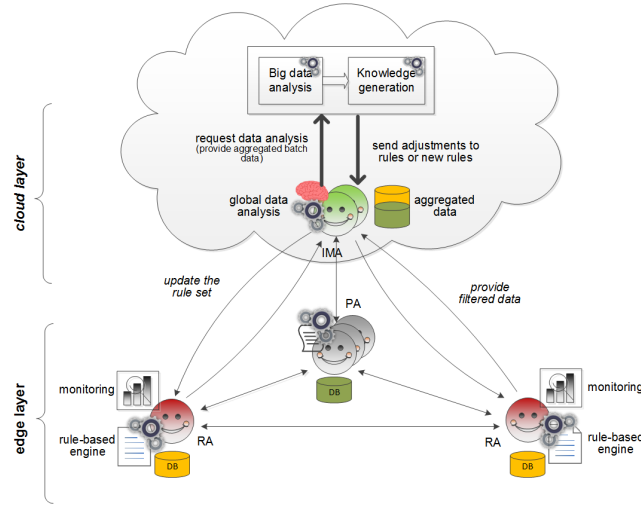 Big data
analysis
Knowledge
generation
request data analysis
(provide aggregated batch
data)
send adjustments to
rules or new rules
cloud layer
global data
analysis
aggregated
data
IMA
update the
rule set
provide
filtered data
PA
DB
edge layer
monitoring
monitoring
rule-based
engine
RA
RA
rule-based
engine
DB
DB